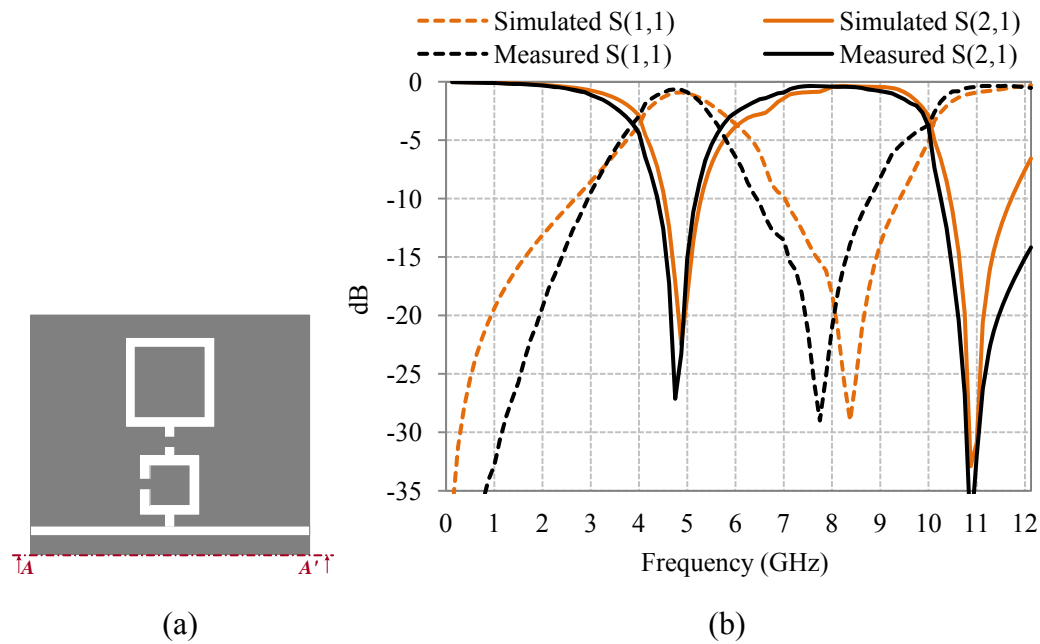 Simulated S(1,1)
Simulated S(2,1)
Measured S(1,1)
Measured S(2,1)
0
-5
-10
-15
-20
-25
-30
-35
dB
0 1 2 3 4 5 6 7 8 9 10 11 12
Frequency (GHz)
A A'
(a)
(b)